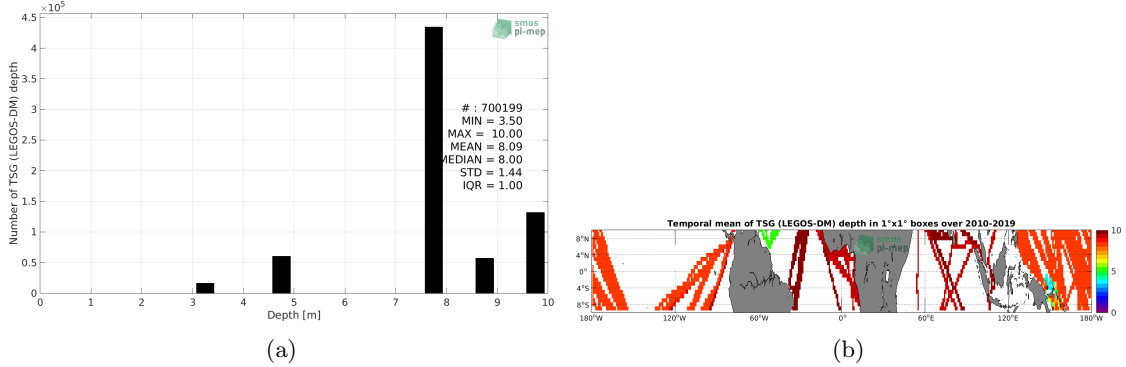 4.5 ×10⁵
4
3.5
3
2.5
2
1.5
1
0.5
0
0 1 2 3 4 5 6 7 8 9 10
Depth [m]
Number of TSG (LEGOS-DM) depth
smos
pi-mep
# : 700199
MIN = 3.50
MAX = 10.00
MEAN = 8.09
MEDIAN = 8.00
STD = 1.44
IQR = 1.00
(a)
Temporal mean of TSG (LEGOS-DM) depth in 1°x1° boxes over 2010-2019
smos
pi-mep
8°N
4°N
0°
4°S
8°S
180°W 120°W 60°W 0° 60°E 120°E 180°W
10
5
0
(b)